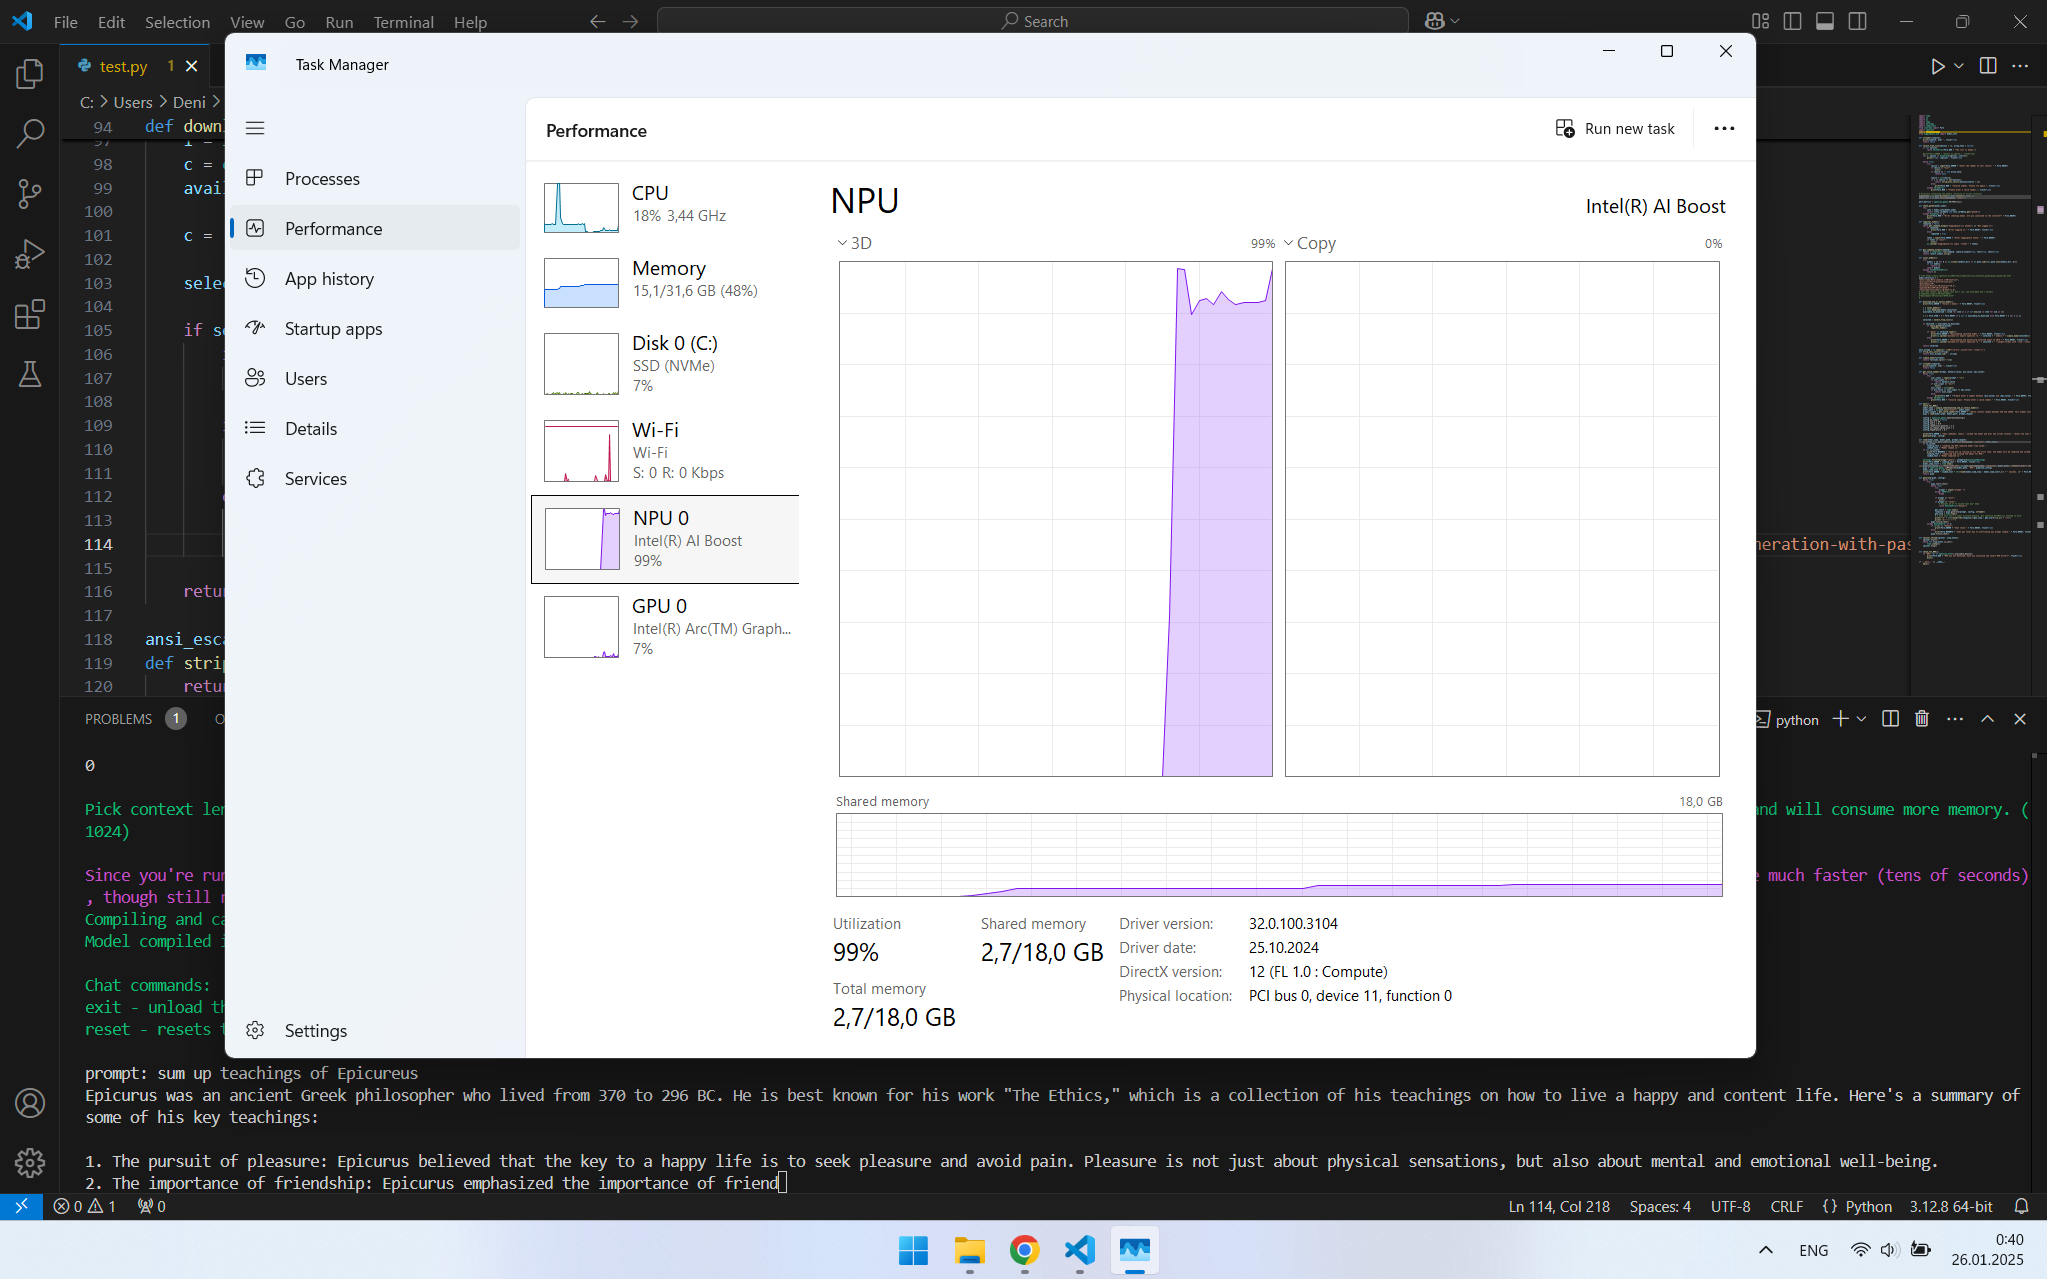 File Edit Selection View Go Run Terminal Help
Search
test.py 1
C: > Users > Deni >
Task Manager
Processes
Performance
App history
Startup apps
Users
Details
Services
Settings
Performance
Run new task
CPU
18% 3,44 GHz
Memory
15,1/31,6 GB (48%)
Disk 0 (C:)
SSD (NVMe)
7%
Wi-Fi
Wi-Fi
S: 0 R: 0 Kbps
NPU 0
Intel(R) AI Boost
99%
GPU 0
Intel(R) Arc(TM) Graph...
7%
NPU
Intel(R) AI Boost
3D 99%
Copy 0%
Shared memory 18,0 GB
Utilization
99%
Shared memory
2,7/18,0 GB
Total memory
2,7/18,0 GB
Driver version: 32.0.100.3104
Driver date: 25.10.2024
DirectX version: 12 (FL 1.0 : Compute)
Physical location: PCI bus 0, device 11, function 0
94 def down
98 c =
99 avai
100
101 c =
102
103 sele
104
105 if se
106
107
108
109
110
111
112
113
114 neration-with-pas
115
116 retur
117
118 ansi_esca
119 def strip
120 retur
PROBLEMS 1
python
0
Pick context len and will consume more memory. (
1024)
Since you're run much faster (tens of seconds)
, though still
Compiling and ca
Model compiled i
Chat commands:
exit - unload th
reset - resets t
prompt: sum up teachings of Epicureus
Epicurus was an ancient Greek philosopher who lived from 370 to 296 BC. He is best known for his work "The Ethics," which is a collection of his teachings on how to live a happy and content life. Here's a summary of
some of his key teachings:
1. The pursuit of pleasure: Epicurus believed that the key to a happy life is to seek pleasure and avoid pain. Pleasure is not just about physical sensations, but also about mental and emotional well-being.
2. The importance of friendship: Epicurus emphasized the importance of friend
0 1 0
Ln 114, Col 218 Spaces: 4 UTF-8 CRLF {} Python 3.12.8 64-bit
ENG
0:40
26.01.2025